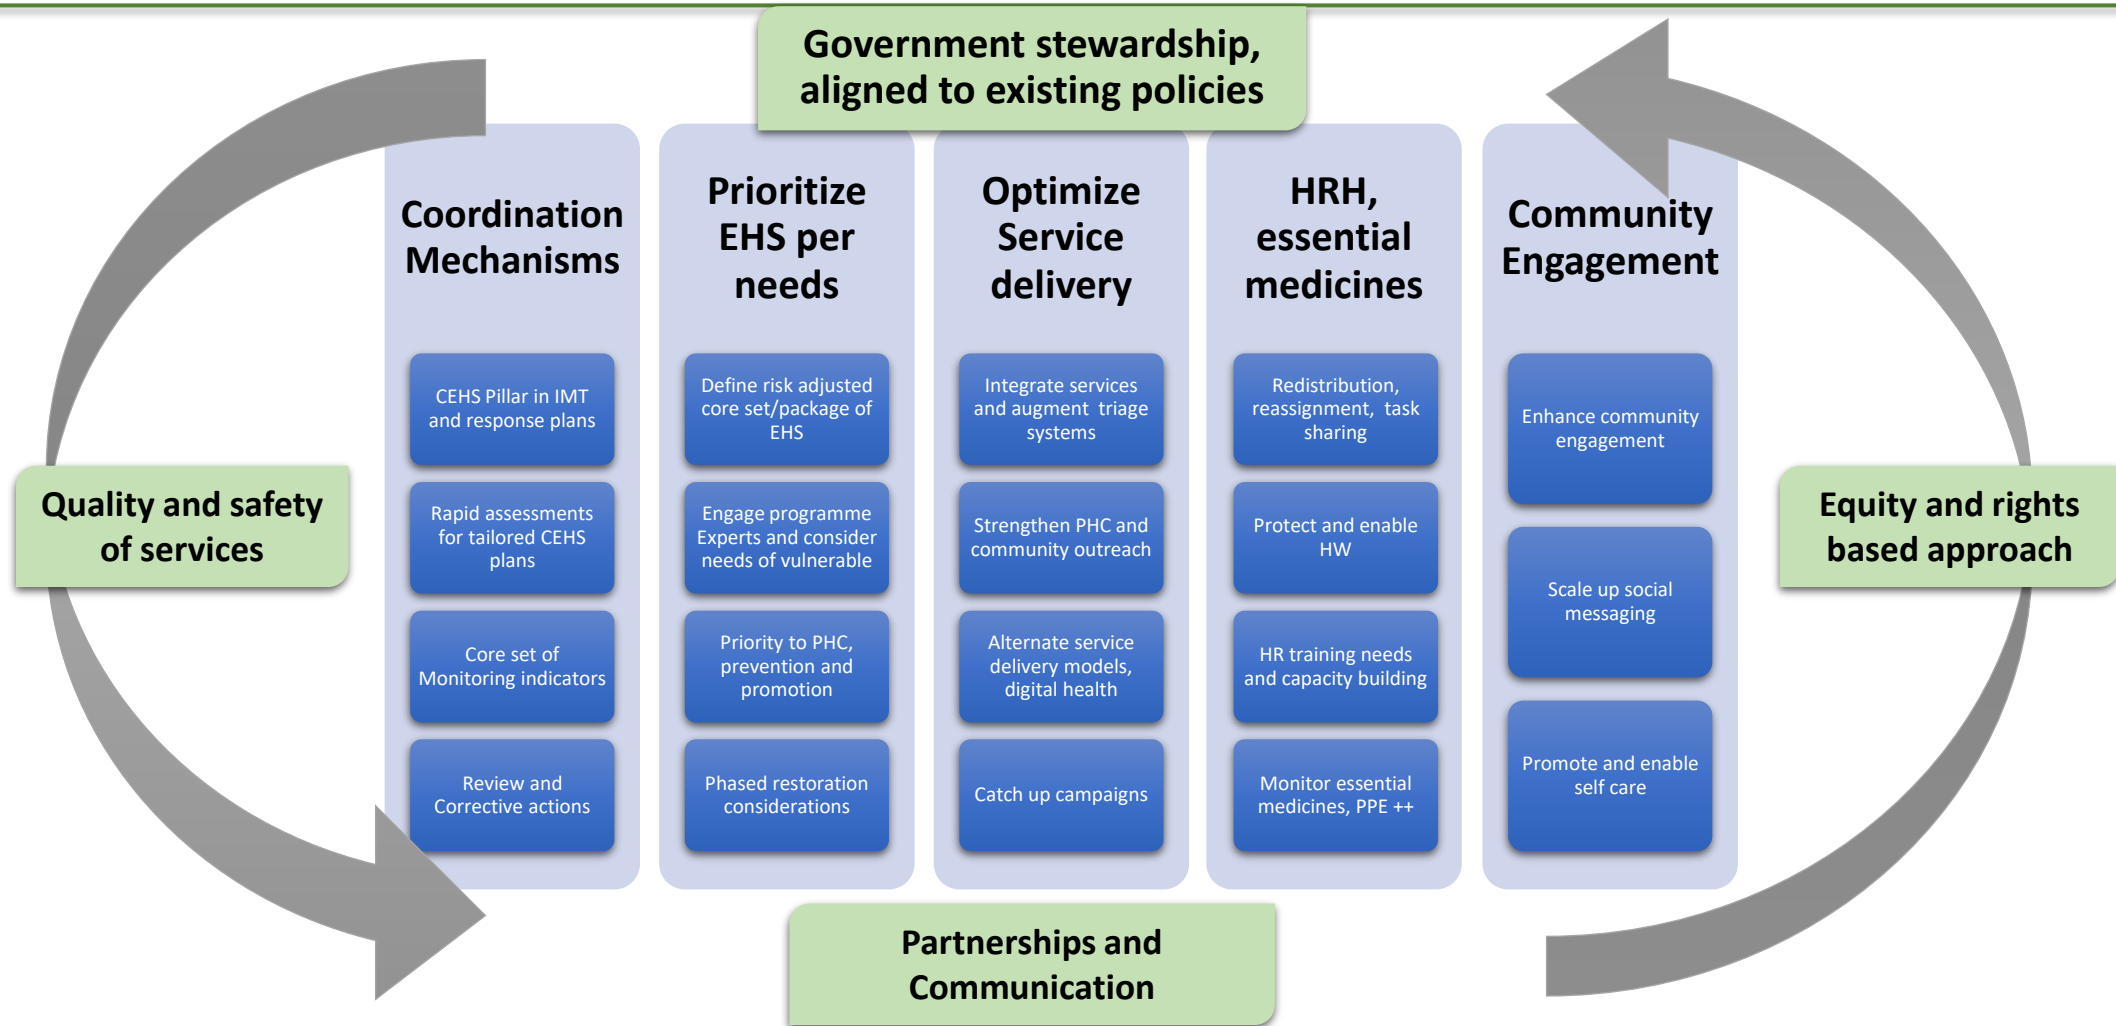 Government stewardship,
aligned to existing policies
Quality and safety
of services
Coordination
Mechanisms
CEHS Pillar in IMT
and response plans
Rapid assessments
for tailored CEHS
plans
Core set of
Monitoring indicators
Review and
Corrective actions
Prioritize
EHS per
needs
Define risk adjusted
core set/package of
EHS
Engage programme
Experts and consider
needs of vulnerable
Priority to PHC,
prevention and
promotion
Phased restoration
considerations
Optimize
Service
delivery
Integrate services
and augment triage
systems
Strengthen PHC and
community outreach
Alternate service
delivery models,
digital health
Catch up campaigns
HRH,
essential
medicines
Redistribution,
reassignment, task
sharing
Protect and enable
HW
HR training needs
and capacity building
Monitor essential
medicines, PPE ++
Community
Engagement
Enhance community
engagement
Scale up social
messaging
Promote and enable
self care
Equity and rights
based approach
Partnerships and
Communication